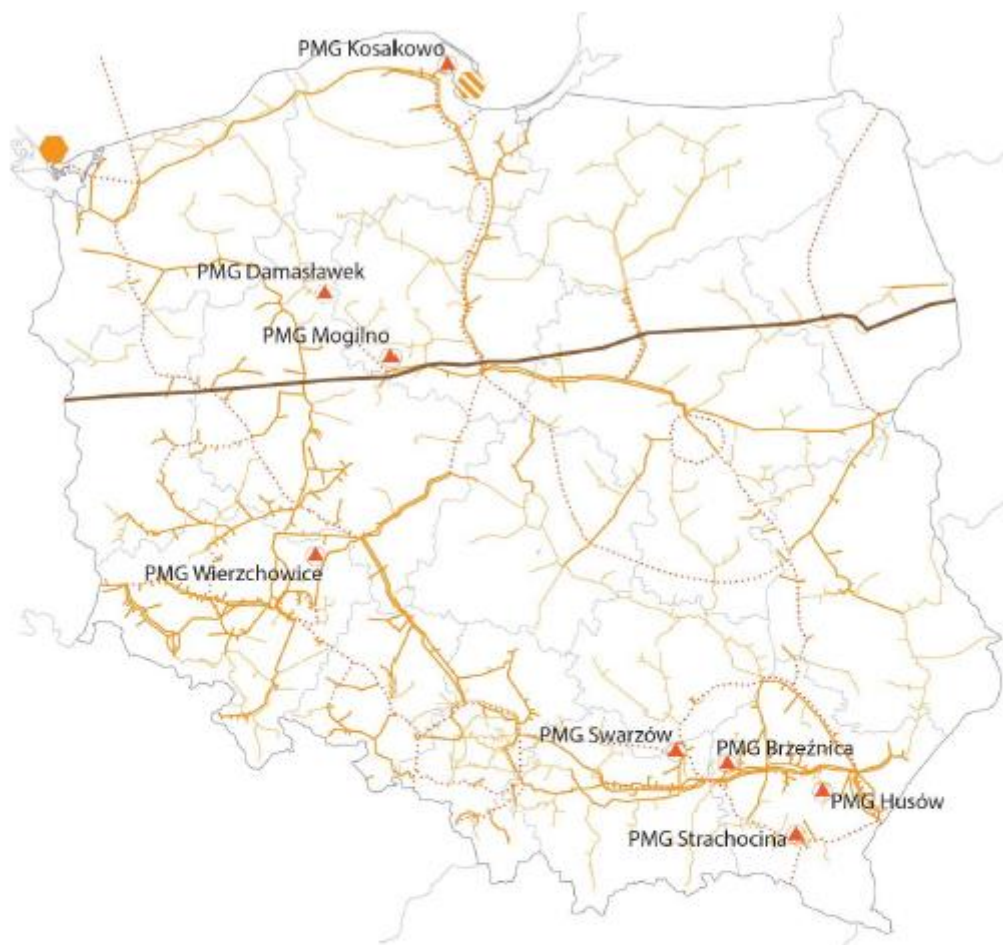 PMG Kosakowo
PMG Damasławek
PMG Mogilno
PMG Wierzchowice
PMG Swarzów
PMG Brzeźnica
PMG Husów
PMG Strachocina